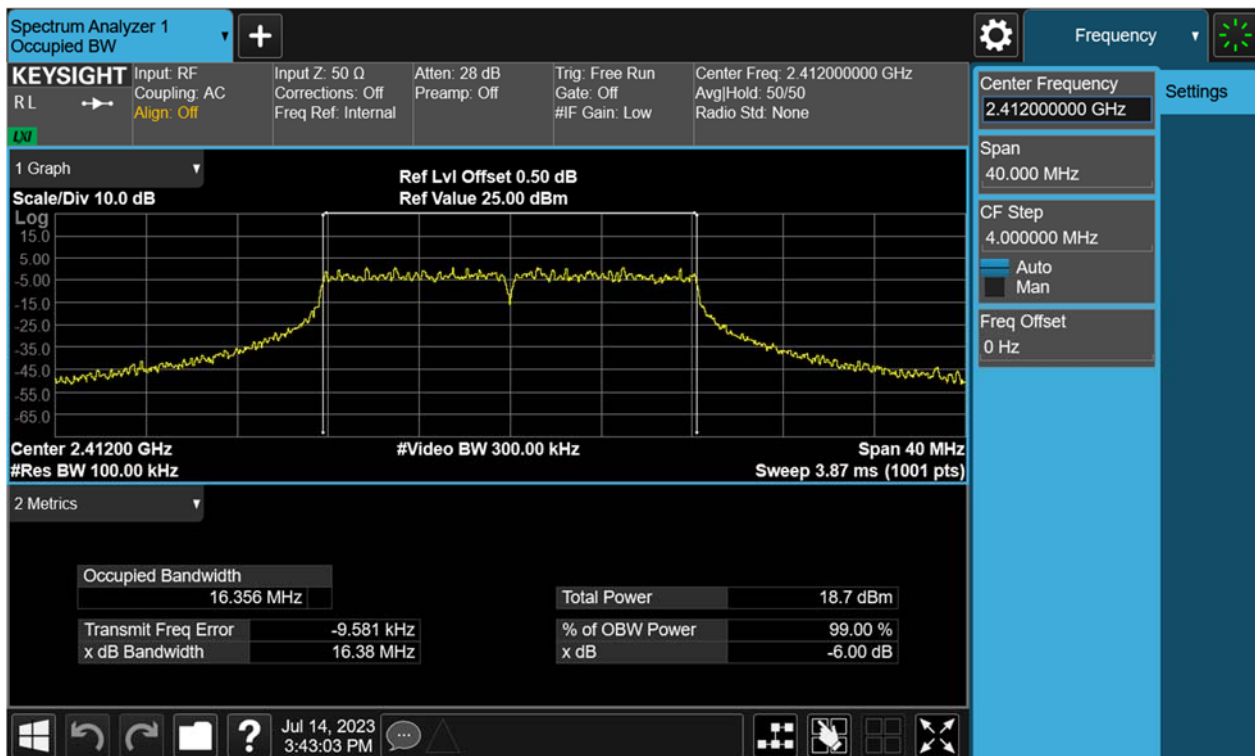 Spectrum Analyzer 1
Occupied BW
Frequency
KEYSIGHT
R L
LXI
Input: RF
Coupling: AC
Align: Off
Input Z: 50 Ω
Corrections: Off
Freq Ref: Internal
Atten: 28 dB
Preamp: Off
Trig: Free Run
Gate: Off
#IF Gain: Low
Center Freq: 2.412000000 GHz
Avg|Hold: 50/50
Radio Std: None
Center Frequency
2.412000000 GHz
Settings
Span
40.000 MHz
CF Step
4.000000 MHz
Auto
Man
Freq Offset
0 Hz
1 Graph
Scale/Div 10.0 dB
Ref Lvl Offset 0.50 dB
Ref Value 25.00 dBm
Log
15.0
5.00
-5.00
-15.0
-25.0
-35.0
-45.0
-55.0
-65.0
Center 2.41200 GHz
#Video BW 300.00 kHz
Span 40 MHz
#Res BW 100.00 kHz
Sweep 3.87 ms (1001 pts)
2 Metrics
Occupied Bandwidth
16.356 MHz
Total Power 18.7 dBm
Transmit Freq Error -9.581 kHz
% of OBW Power 99.00 %
x dB Bandwidth 16.38 MHz
x dB -6.00 dB
Jul 14, 2023
3:43:03 PM